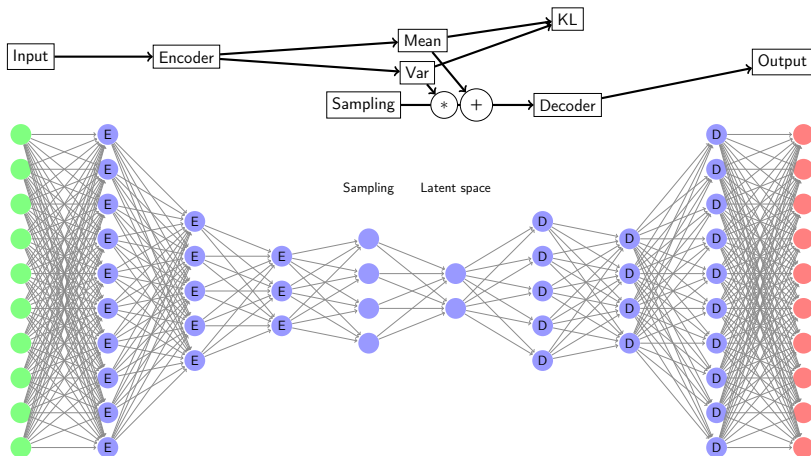 KL
Mean
Input
Encoder
Output
Var
Sampling
*
+
Decoder
Sampling Latent space
E D
E D
E D
E E D D
E D
E E D D
E E D D
E D
E E D D
E D
E E D D
E D
E E D D
E D
E D
E D